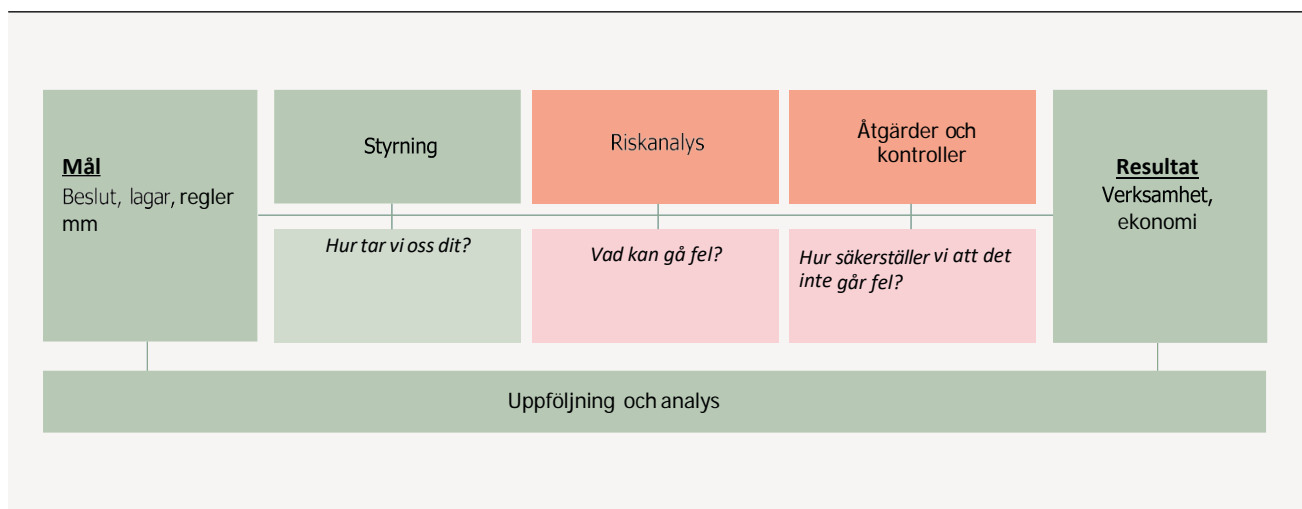 Mål
Beslut, lagar, regler
mm
Styrning
Hur tar vi oss dit?
Riskanalys
Vad kan gå fel?
Åtgärder och
kontroller
Hur säkerställer vi att det
inte går fel?
Resultat
Verksamhet,
ekonomi
Uppföljning och analys